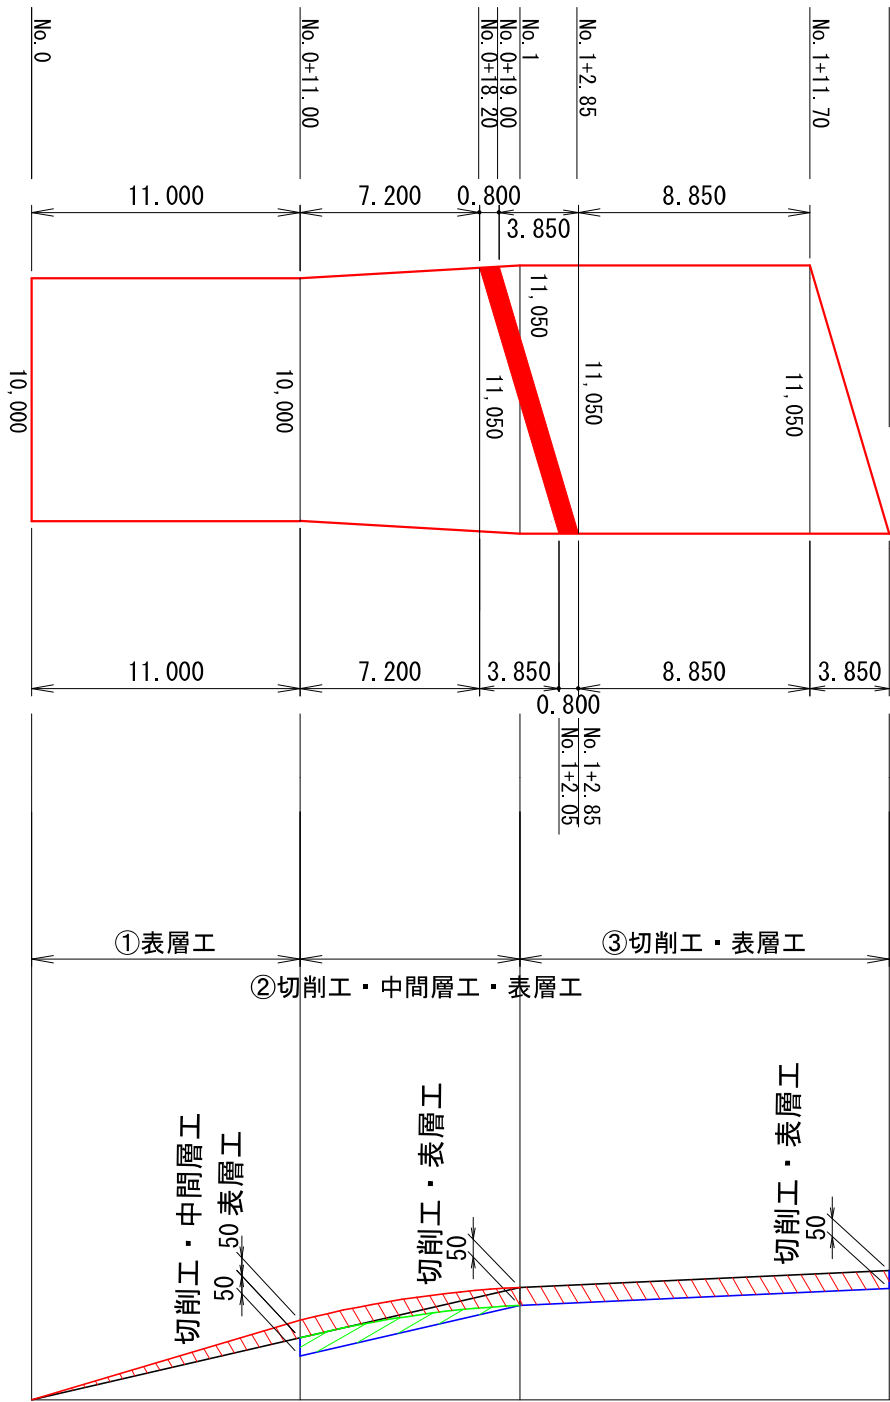 No. 0
No. 0+11.00
No. 0+18.20
No. 0+19.00
No. 1
No. 1+2.85
No. 1+11.70
11.000
7.200
0.800
3.850
8.850
10,000
10,000
11,050
11,050
11,050
11,050
11.000
7.200
3.850
0.800
8.850
3.850
No. 1+2.05
No. 1+2.85
①表層工
②切削工・中間層工・表層工
③切削工・表層工
切削工・中間層工
50
50 表層工
切削工・表層工
50
切削工・表層工
50